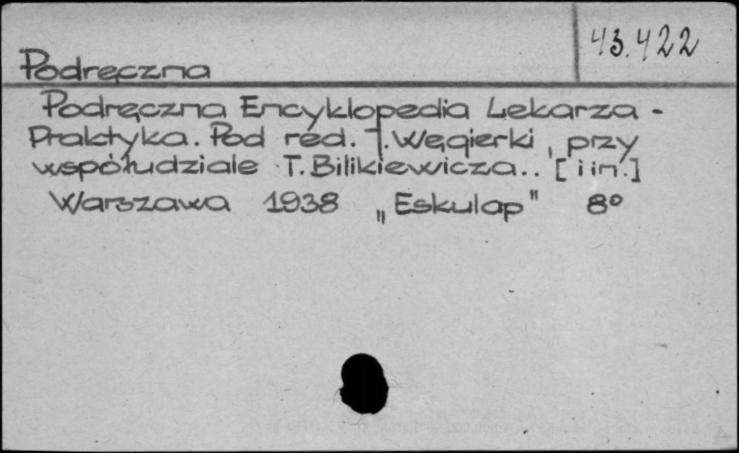 43.422
Podręczna
Podręczna Encyklopedia Lekarza -
Praktyka. Pod red. J. Węgierki, przy
współudziale T. Bilikiewicza.. [i in.]
Warszawa 1938 „Eskulap" 8°